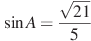 sin A = √21 / 5